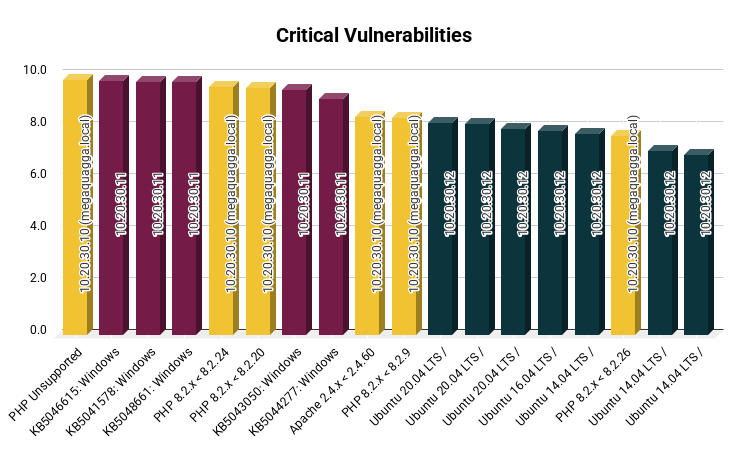 Critical Vulnerabilities
10.0
8.0
6.0
4.0
2.0
0.0
10.20.30.10 (megaquagga.local)
10.20.30.11
10.20.30.11
10.20.30.11
10.20.30.10 (megaquagga.local)
10.20.30.10 (megaquagga.local)
10.20.30.11
10.20.30.11
10.20.30.10 (megaquagga.local)
10.20.30.10 (megaquagga.local)
10.20.30.12
10.20.30.12
10.20.30.12
10.20.30.12
10.20.30.12
10.20.30.10 (megaquagga.local)
10.20.30.12
10.20.30.12
PHP Unsupported
KB5046615: Windows
KB5041578: Windows
KB5048661: Windows
PHP 8.2.x < 8.2.24
PHP 8.2.x < 8.2.20
KB5043050: Windows
KB5044277: Windows
Apache 2.4.x < 2.4.60
PHP 8.2.x < 8.2.9
Ubuntu 20.04 LTS /
Ubuntu 20.04 LTS /
Ubuntu 20.04 LTS /
Ubuntu 16.04 LTS /
Ubuntu 14.04 LTS /
PHP 8.2.x < 8.2.26
Ubuntu 14.04 LTS /
Ubuntu 14.04 LTS /